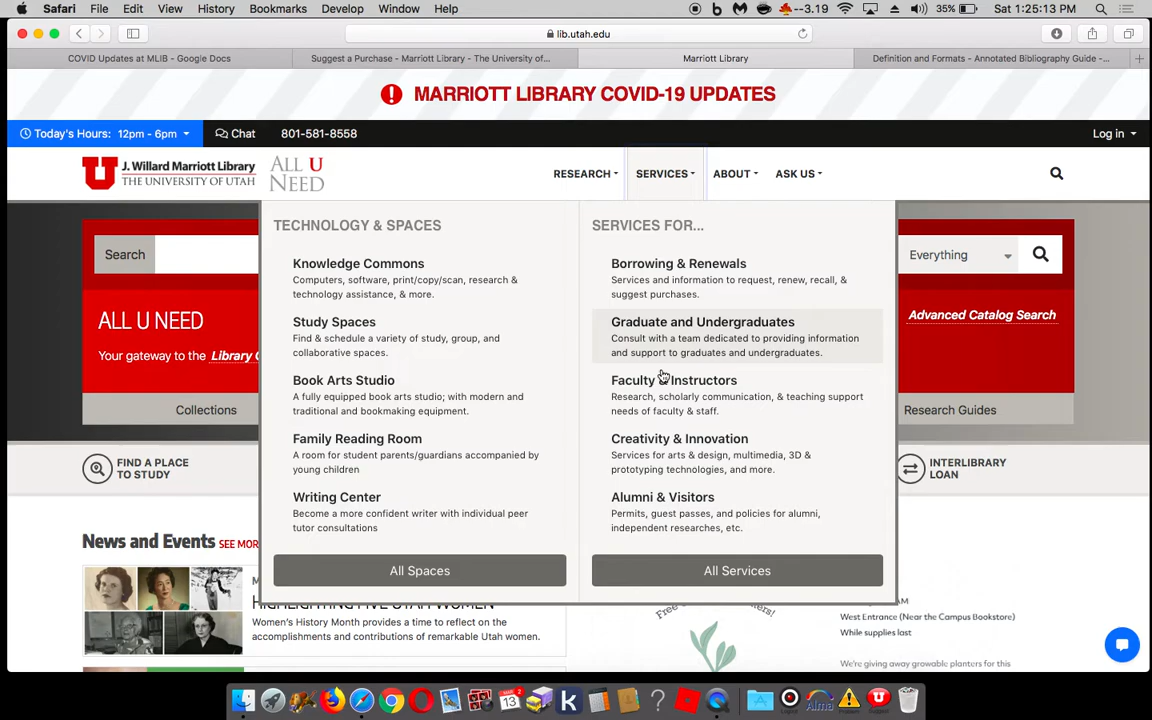 Safari File Edit View History Bookmarks Develop Window Help --3.19 35% Sat 1:25:13 PM
lib.utah.edu
COVID Updates at MLIB - Google Docs
Suggest a Purchase - Marriott Library - The University of...
Marriott Library
Definition and Formats - Annotated Bibliography Guide -...
MARRIOTT LIBRARY COVID-19 UPDATES
Today's Hours: 12pm - 6pm
Chat
801-581-8558
Log in
U J. Willard Marriott Library
THE UNIVERSITY OF UTAH
ALL U
NEED
RESEARCH
SERVICES
ABOUT
ASK US
TECHNOLOGY & SPACES
Knowledge Commons
Computers, software, print/copy/scan, research &
technology assistance, & more.
Study Spaces
Find & schedule a variety of study, group, and
collaborative spaces.
Book Arts Studio
A fully equipped book arts studio; with modern and
traditional and bookmaking equipment.
Family Reading Room
A room for student parents/guardians accompanied by
young children
Writing Center
Become a more confident writer with individual peer
tutor consultations
All Spaces
SERVICES FOR...
Borrowing & Renewals
Services and information to request, renew, recall, &
suggest purchases.
Graduate and Undergraduates
Consult with a team dedicated to providing information
and support to graduates and undergraduates.
Faculty Instructors
Research, scholarly communication, & teaching support
needs of faculty & staff.
Creativity & Innovation
Services for arts & design, multimedia, 3D &
prototyping technologies, and more.
Alumni & Visitors
Permits, guest passes, and policies for alumni,
independent researches, etc.
All Services
Search
Everything
ALL U NEED
Your gateway to the Library
Advanced Catalog Search
Collections
Research Guides
FIND A PLACE
TO STUDY
INTERLIBRARY
LOAN
News and Events SEE MOR
HIGHLIGHTING FIVE UTAH WOMEN
Women's History Month provides a time to reflect on the
accomplishments and contributions of remarkable Utah women.
AM
West Entrance (Near the Campus Bookstore)
While supplies last
We're giving away growable planters for this
MAR
13
2
Alma